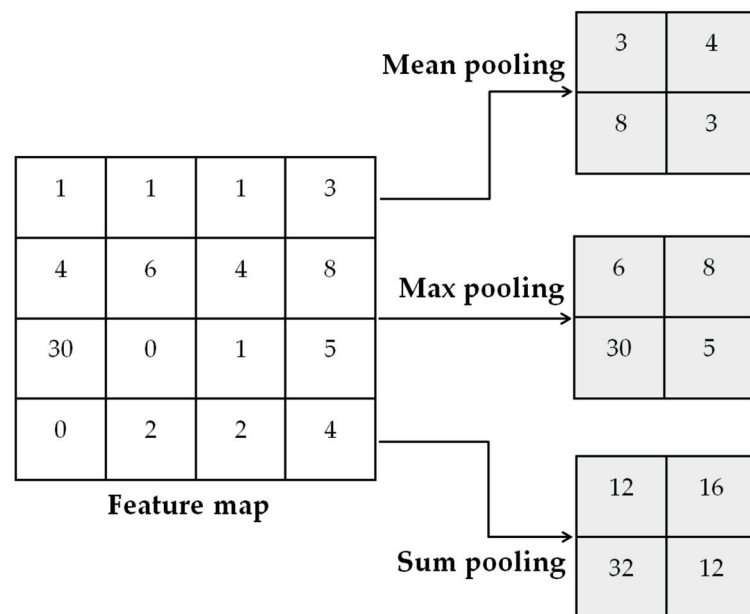 Mean pooling
3 4
8 3
1 1 1 3
4 6 4 8
30 0 1 5
0 2 2 4
Feature map
Max pooling
6 8
30 5
Sum pooling
12 16
32 12